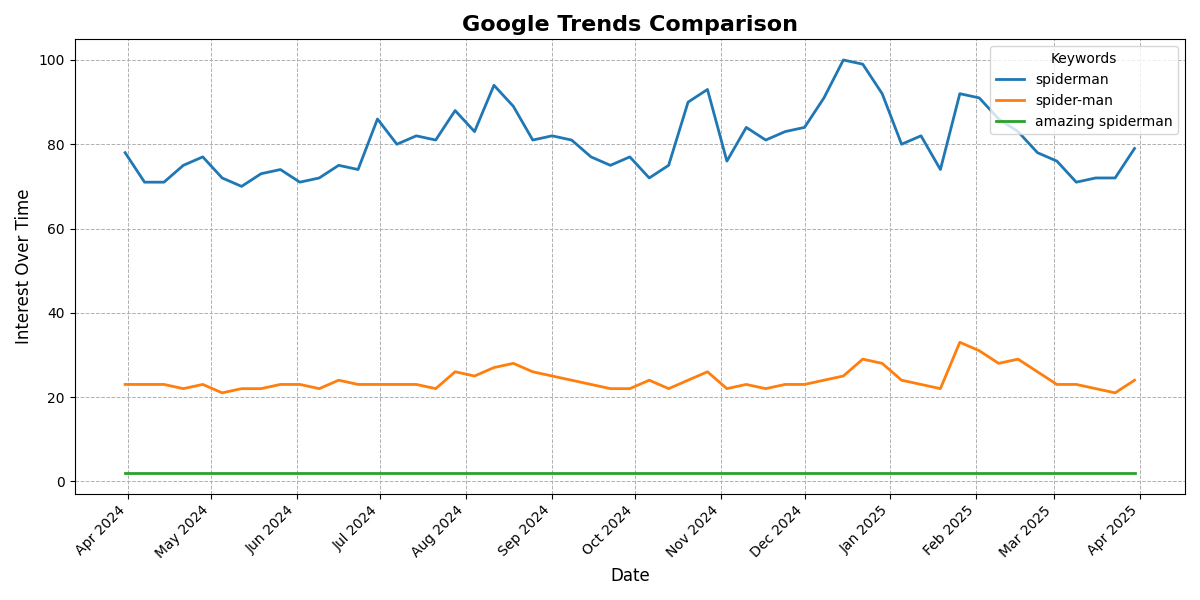 Google Trends Comparison
Keywords
spiderman
spider-man
amazing spiderman
Interest Over Time
100
80
60
40
20
0
Apr 2024
May 2024
Jun 2024
Jul 2024
Aug 2024
Sep 2024
Oct 2024
Nov 2024
Dec 2024
Jan 2025
Feb 2025
Mar 2025
Apr 2025
Date